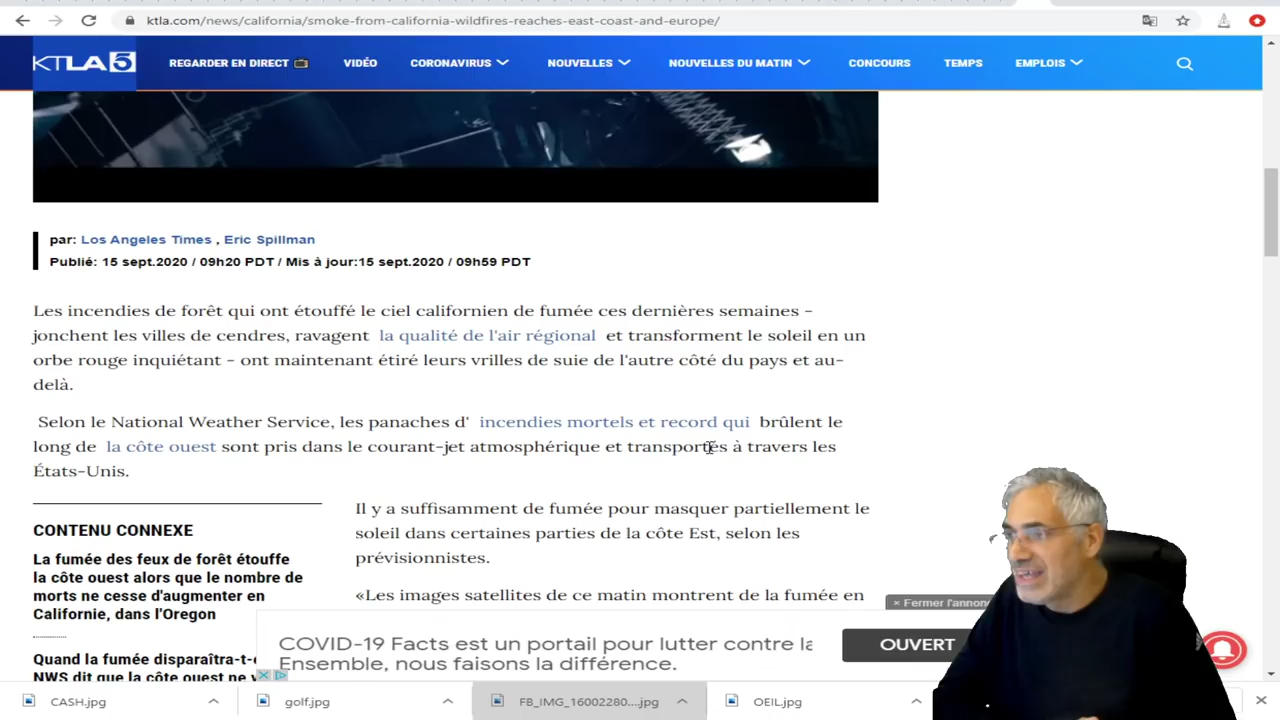 ktla.com/news/california/smoke-from-california-wildfires-reaches-east-coast-and-europe/
KTLA 5 REGARDER EN DIRECT VIDÉO CORONAVIRUS NOUVELLES NOUVELLES DU MATIN CONCOURS TEMPS EMPLOIS
par: Los Angeles Times , Eric Spillman
Publié: 15 sept.2020 / 09h20 PDT / Mis à jour:15 sept.2020 / 09h59 PDT
Les incendies de forêt qui ont étouffé le ciel californien de fumée ces dernières semaines -
jonchent les villes de cendres, ravagent la qualité de l'air régional et transforment le soleil en un
orbe rouge inquiétant - ont maintenant étiré leurs vrilles de suie de l'autre côté du pays et au-
delà.
Selon le National Weather Service, les panaches d' incendies mortels et record qui brûlent le
long de la côte ouest sont pris dans le courant-jet atmosphérique et transportés à travers les
États-Unis.
CONTENU CONNEXE
La fumée des feux de forêt étouffe
la côte ouest alors que le nombre de
morts ne cesse d'augmenter en
Californie, dans l'Oregon
Quand la fumée disparaîtra-t-
NWS dit que la côte ouest ne
Il y a suffisamment de fumée pour masquer partiellement le
soleil dans certaines parties de la côte Est, selon les
prévisionnistes.
«Les images satellites de ce matin montrent de la fumée en
× Fermer l'annon
COVID-19 Facts est un portail pour lutter contre la
Ensemble, nous faisons la différence.
OUVERT
CASH.jpg golf.jpg FB_IMG_16002280....jpg OEIL.jpg